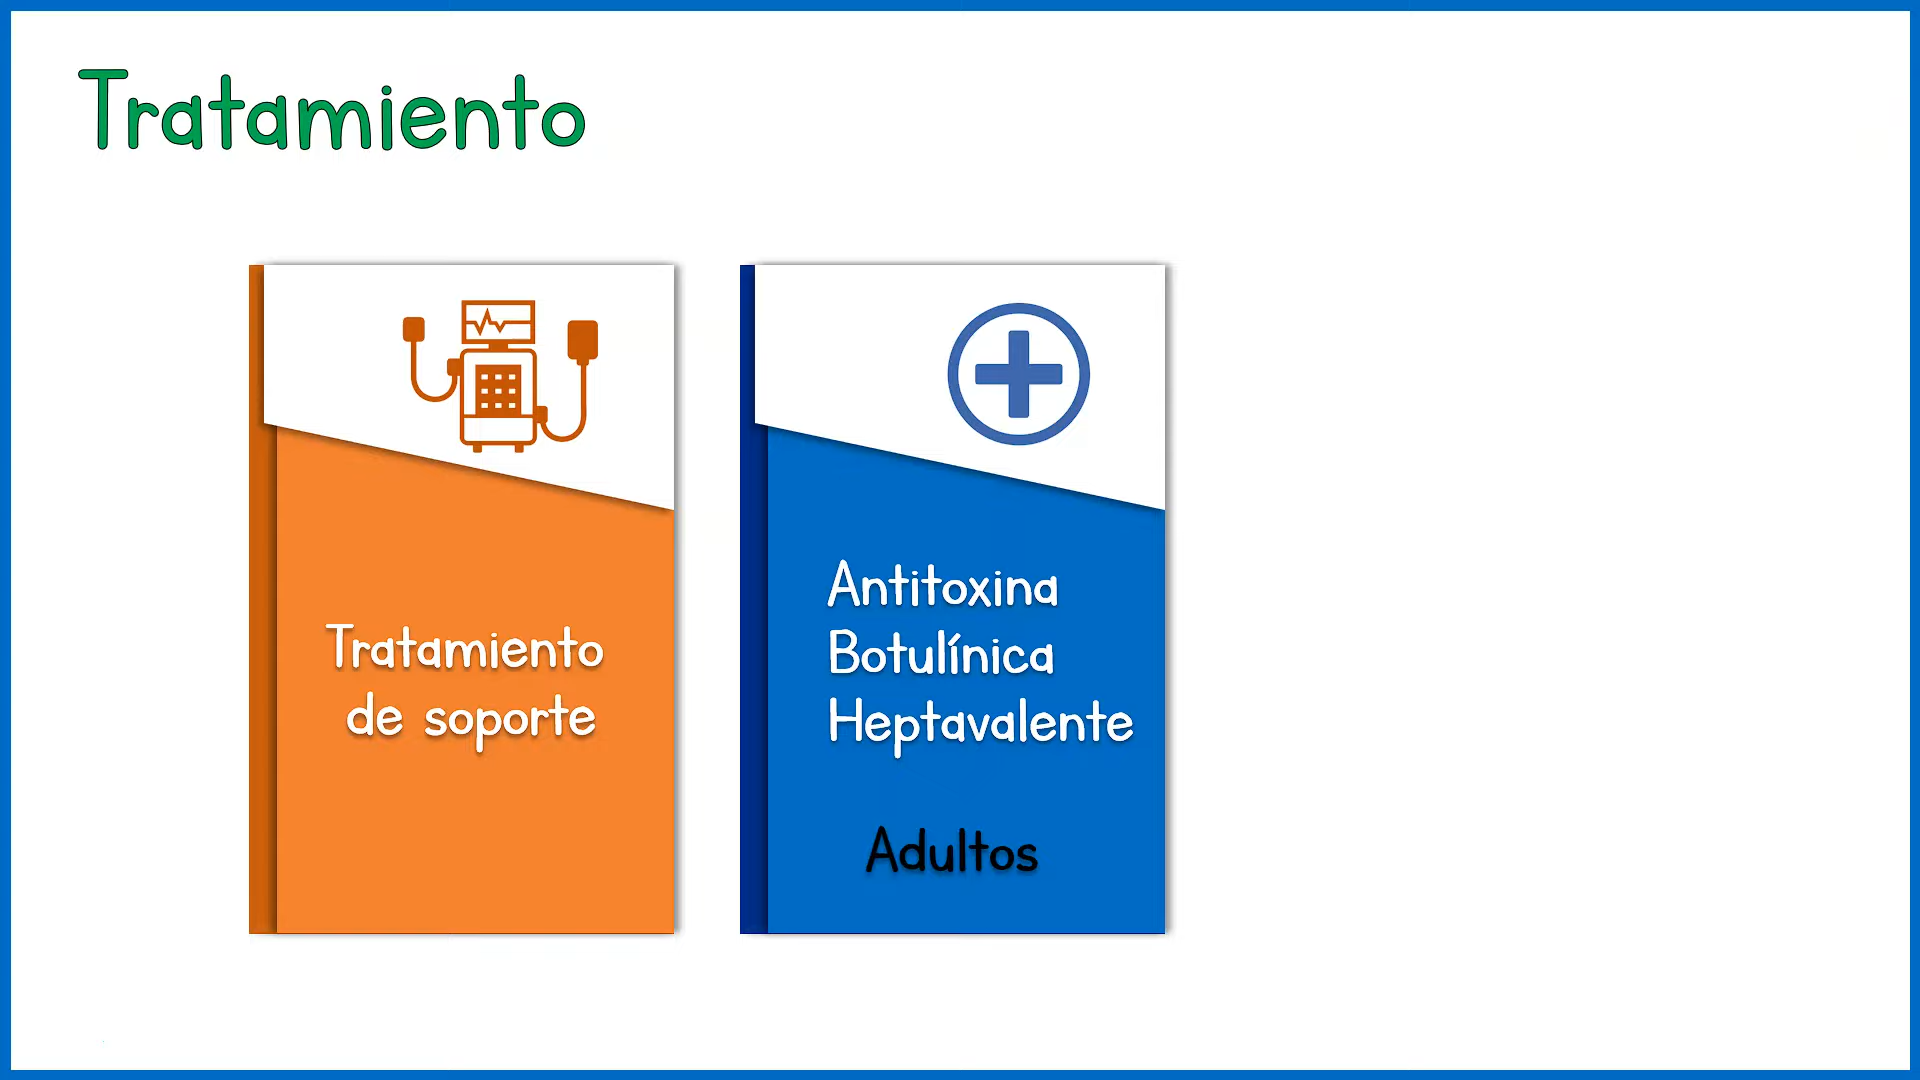 Tratamiento
Tratamiento
de soporte
Antitoxina
Botulínica
Heptavalente
Adultos